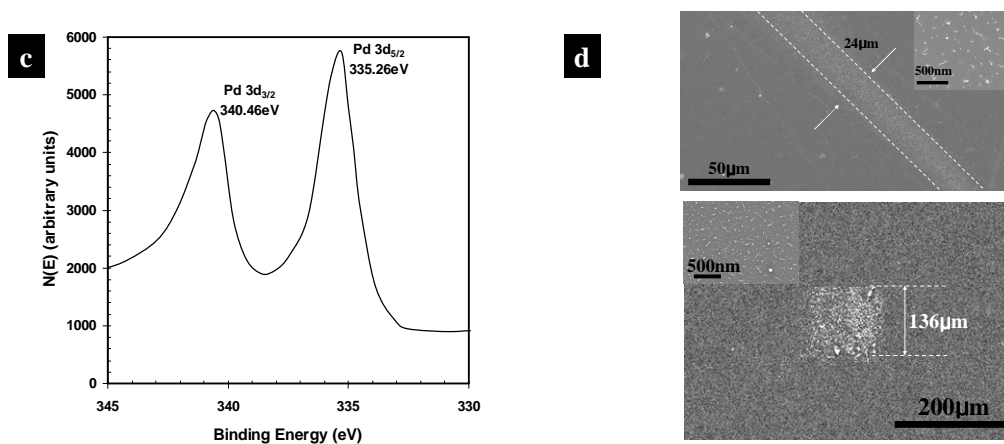 c
6000
5000
4000
3000
2000
1000
0
N(E) (arbitrary units)
Pd 3d3/2
340.46eV
Pd 3d5/2
335.26eV
345
340
335
330
Binding Energy (eV)
d
24µm
500nm
50µm
500nm
136µm
200µm